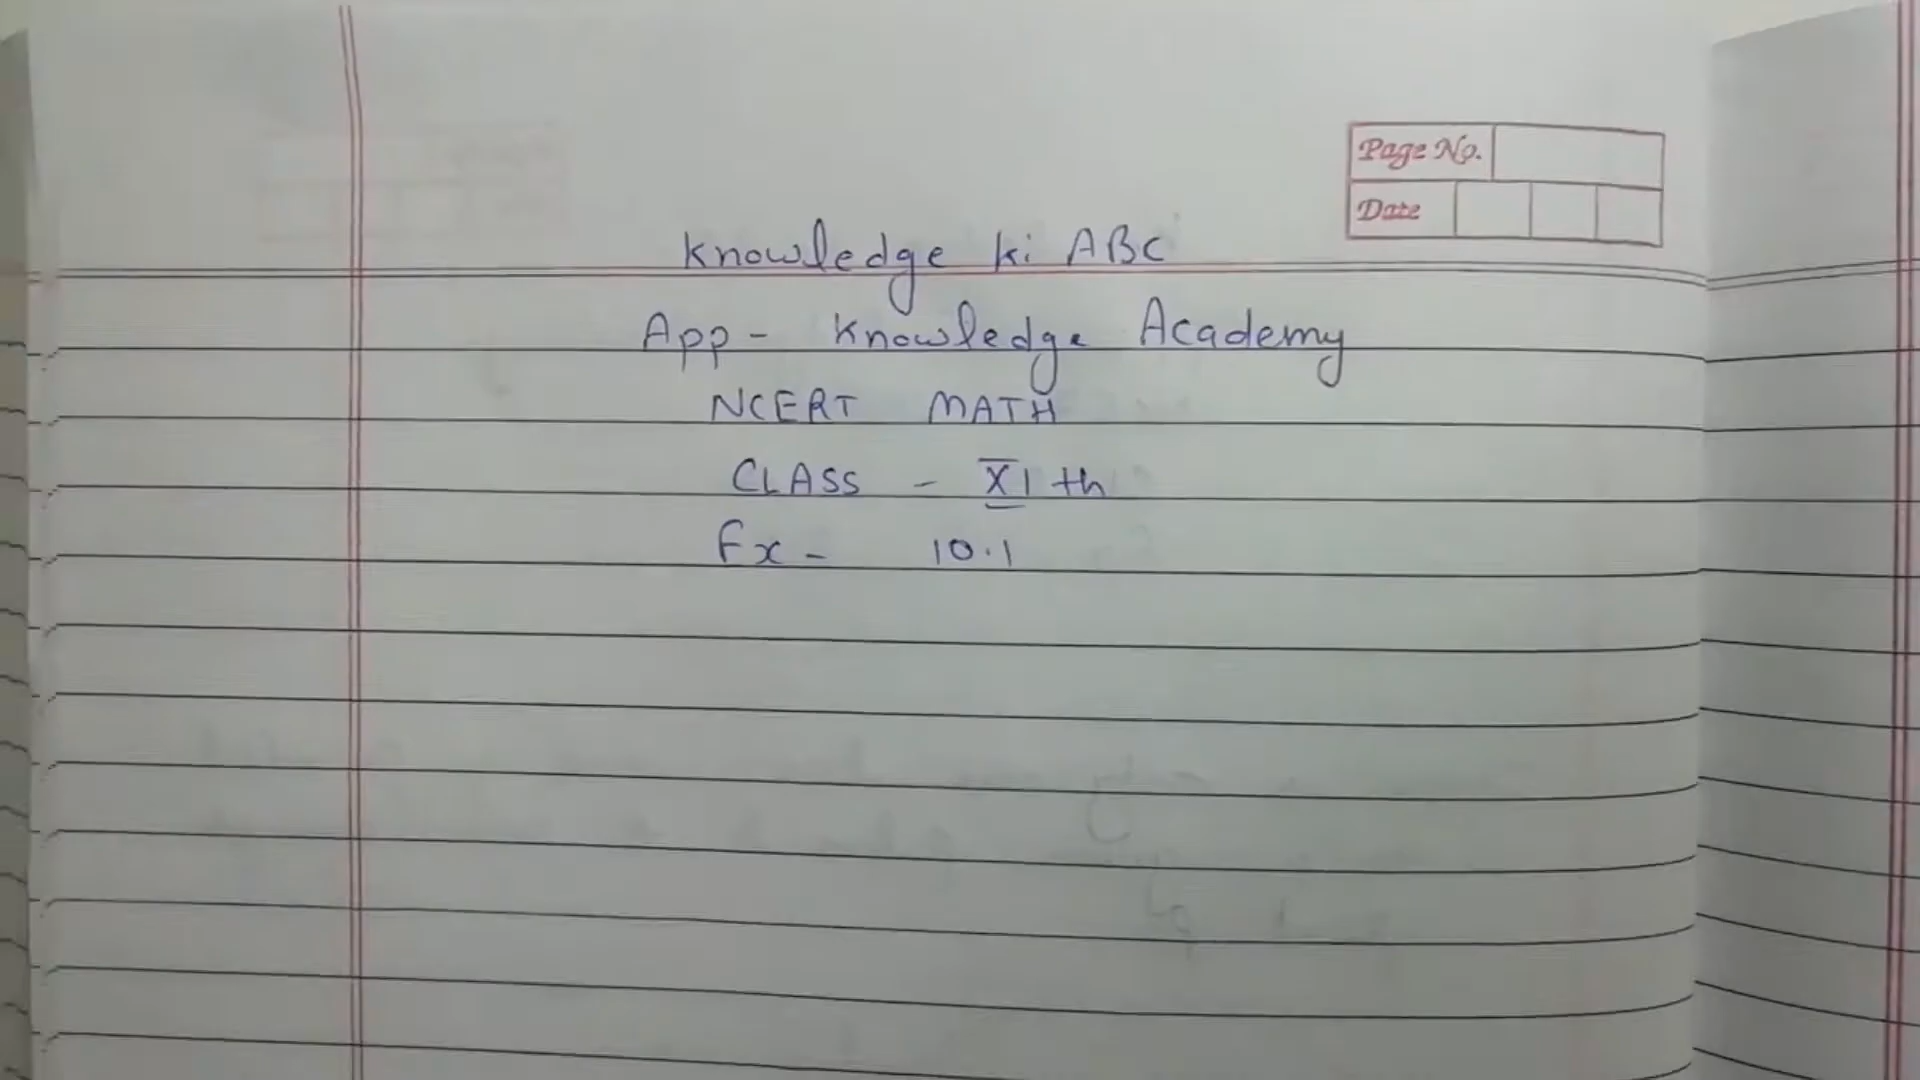 Page No.
Date
Knowledge ki ABC
App - Knowledge Academy
NCERT MATH
CLASS - XI th
Ex - 10.1